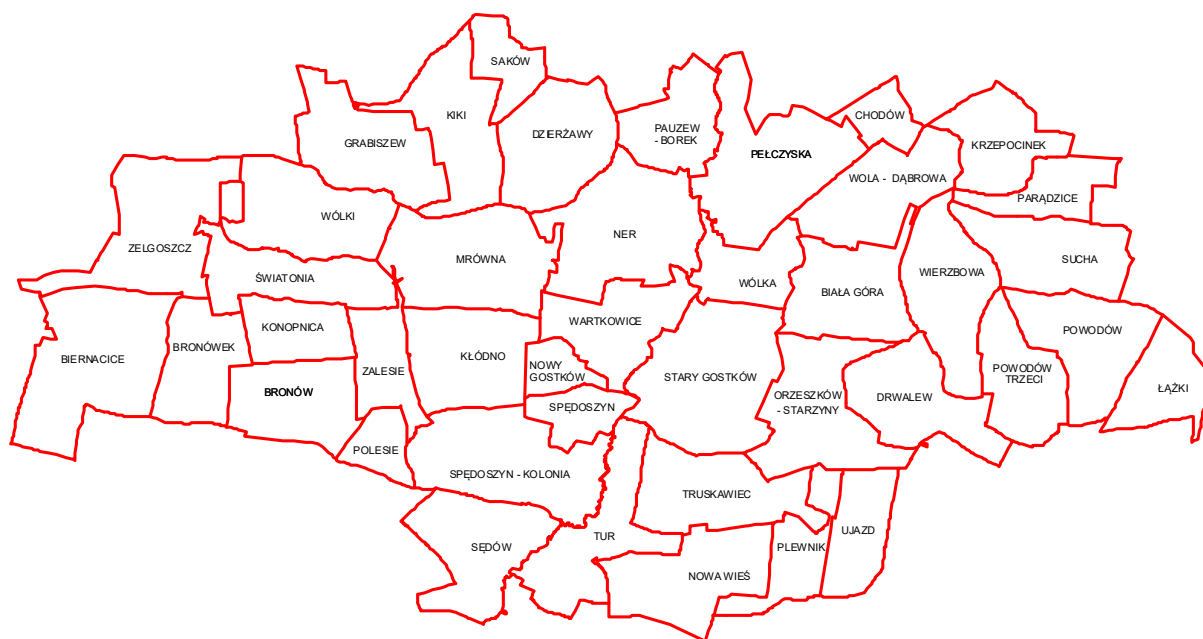 SAKÓW
KIKI
CHODÓW
DZIERŻAWY
PAUZEW
- BOREK
GRABISZEW
KRZEPOCINEK
PEŁCZYSKA
WOLA - DĄBROWA
PARĄDZICE
WÓLKI
NER
ZELGOSZCZ
MRÓWNA
SUCHA
ŚWIATONIA
WÓLKA
WIERZBOWA
BIAŁA GÓRA
KONOPNICA
WARTKOWICE
POWODÓW
BRONÓWEK
BIERNACICE
KŁÓDNO
NOWY
GOSTKÓW
ZALESIE
STARY GOSTKÓW
POWODÓW
TRZECI
ŁĄŻKI
BRONÓW
ORZESZKÓW
- STARZYNY
DRWALEW
SPĘDOSZYN
POLESIE
SPĘDOSZYN - KOLONIA
TRUSKAWIEC
UJAZD
TUR
SĘDÓW
PLEWNIK
NOWA WIEŚ